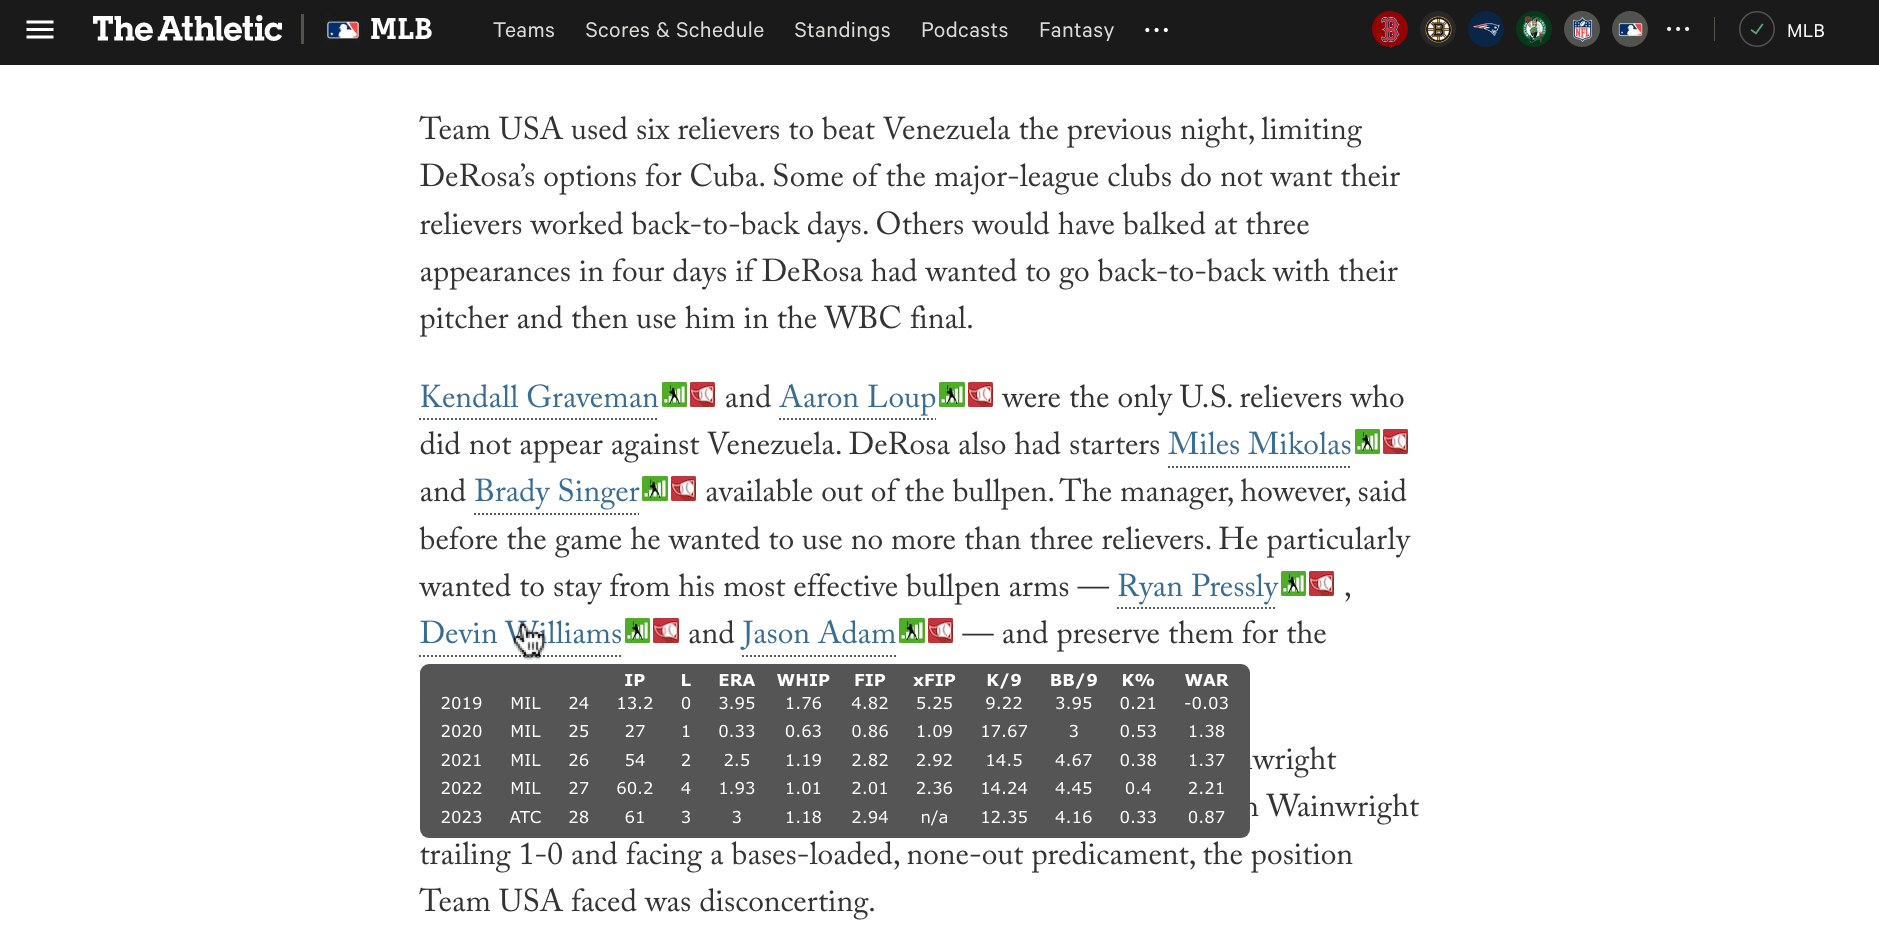 The Athletic MLB Teams Scores & Schedule Standings Podcasts Fantasy ••• B B NFL ••• MLB
Team USA used six relievers to beat Venezuela the previous night, limiting
DeRosa’s options for Cuba. Some of the major-league clubs do not want their
relievers worked back-to-back days. Others would have balked at three
appearances in four days if DeRosa had wanted to go back-to-back with their
pitcher and then use him in the WBC final.
Kendall Graveman and Aaron Loup were the only U.S. relievers who
did not appear against Venezuela. DeRosa also had starters Miles Mikolas
and Brady Singer available out of the bullpen. The manager, however, said
before the game he wanted to use no more than three relievers. He particularly
wanted to stay from his most effective bullpen arms — Ryan Pressly ,
Devin Williams and Jason Adam — and preserve them for the
IP L ERA WHIP FIP xFIP K/9 BB/9 K% WAR
2019 MIL 24 13.2 0 3.95 1.76 4.82 5.25 9.22 3.95 0.21 -0.03
2020 MIL 25 27 1 0.33 0.63 0.86 1.09 17.67 3 0.53 1.38
2021 MIL 26 54 2 2.5 1.19 2.82 2.92 14.5 4.67 0.38 1.37
2022 MIL 27 60.2 4 1.93 1.01 2.01 2.36 14.24 4.45 0.4 2.21
2023 ATC 28 61 3 3 1.18 2.94 n/a 12.35 4.16 0.33 0.87
wright
n Wainwright
trailing 1-0 and facing a bases-loaded, none-out predicament, the position
Team USA faced was disconcerting.